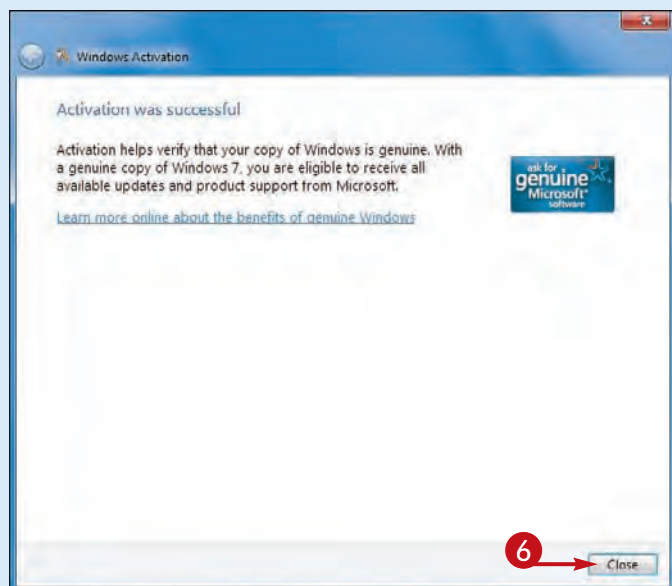 Windows Activation
Activation was successful
Activation helps verify that your copy of Windows is genuine. With
a genuine copy of Windows 7, you are eligible to receive all
available updates and product support from Microsoft.
ask for
genuine
Microsoft®
software
Learn more online about the benefits of genuine Windows
6
Close